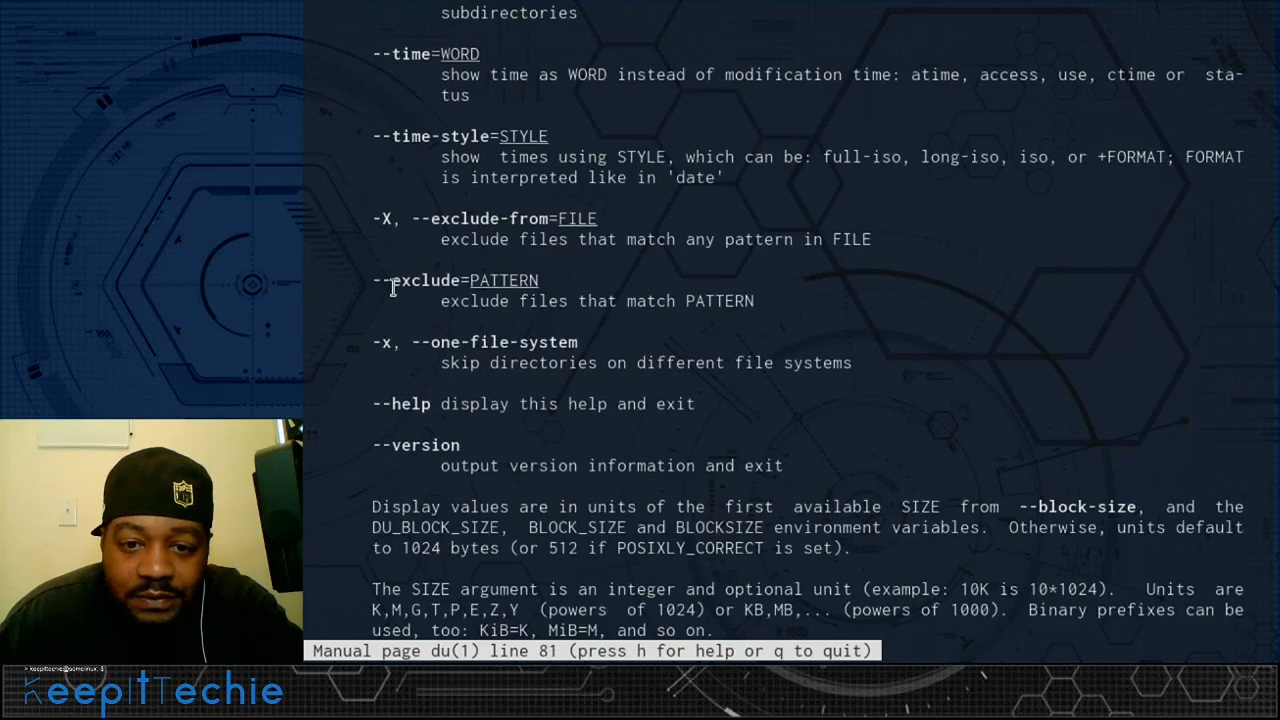 subdirectories
--time=WORD
show time as WORD instead of modification time: atime, access, use, ctime or sta-
tus
--time-style=STYLE
show times using STYLE, which can be: full-iso, long-iso, iso, or +FORMAT; FORMAT
is interpreted like in 'date'
-X, --exclude-from=FILE
exclude files that match any pattern in FILE
--exclude=PATTERN
exclude files that match PATTERN
-x, --one-file-system
skip directories on different file systems
--help display this help and exit
--version
output version information and exit
Display values are in units of the first available SIZE from --block-size, and the
DU_BLOCK_SIZE, BLOCK_SIZE and BLOCKSIZE environment variables. Otherwise, units default
to 1024 bytes (or 512 if POSIXLY_CORRECT is set).
The SIZE argument is an integer and optional unit (example: 10K is 10*1024). Units are
K,M,G,T,P,E,Z,Y (powers of 1024) or KB,MB,... (powers of 1000). Binary prefixes can be
used, too: KiB=K, MiB=M, and so on.
Manual page du(1) line 81 (press h for help or q to quit)
> keepittechie@somelinux:$
KeepItTechie